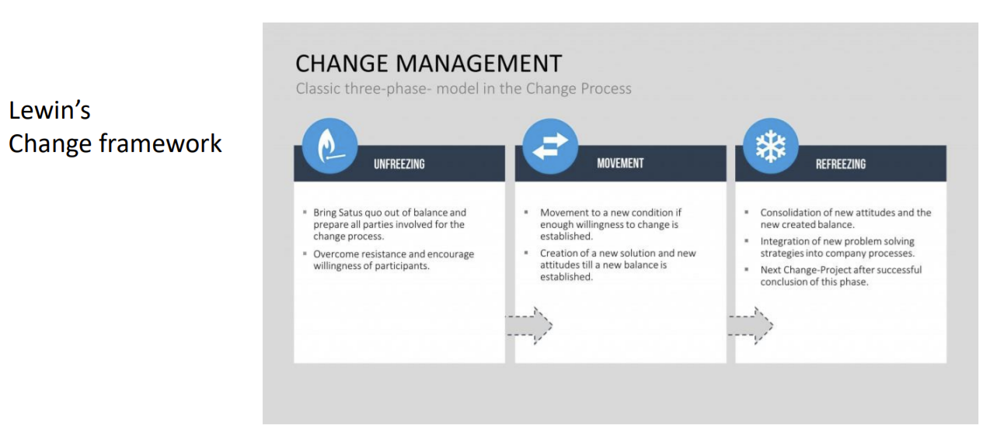 Lewin's
Change framework
CHANGE MANAGEMENT
Classic three-phase- model in the Change Process
UNFREEZING
▪ Bring Satus quo out of balance and
prepare all parties involved for the
change process.
▪ Overcome resistance and encourage
willingness of participants.
MOVEMENT
▪ Movement to a new condition if
enough willingness to change is
established.
▪ Creation of a new solution and new
attitudes till a new balance is
established.
REFREEZING
▪ Consolidation of new attitudes and the
new created balance.
▪ Integration of new problem solving
strategies into company processes.
▪ Next Change-Project after successful
conclusion of this phase.